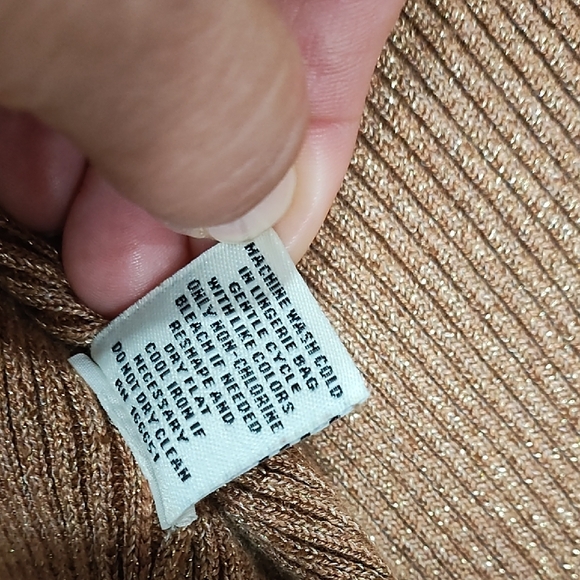 MACHINE WASH COLD
IN LINGERIE BAG
GENTLE CYCLE
WITH LIKE COLORS
ONLY NON-CHLORINE
BLEACH IF NEEDED
RESHAPE AND
DRY FLAT
COOL IRON IF
NECESSARY
DO NOT DRY CLEAN
RN